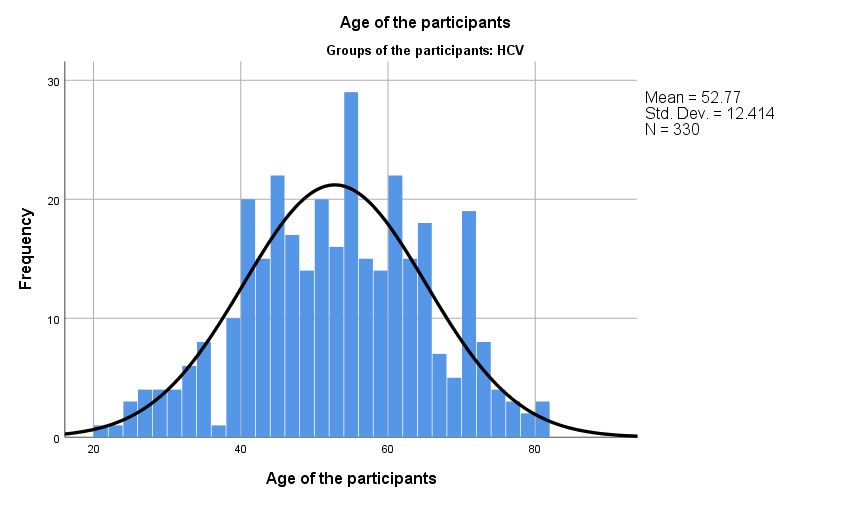 Age of the participants
Groups of the participants: HCV
Mean = 52.77
Std. Dev. = 12.414
N = 330
30
20
10
0
Frequency
20 40 60 80
Age of the participants